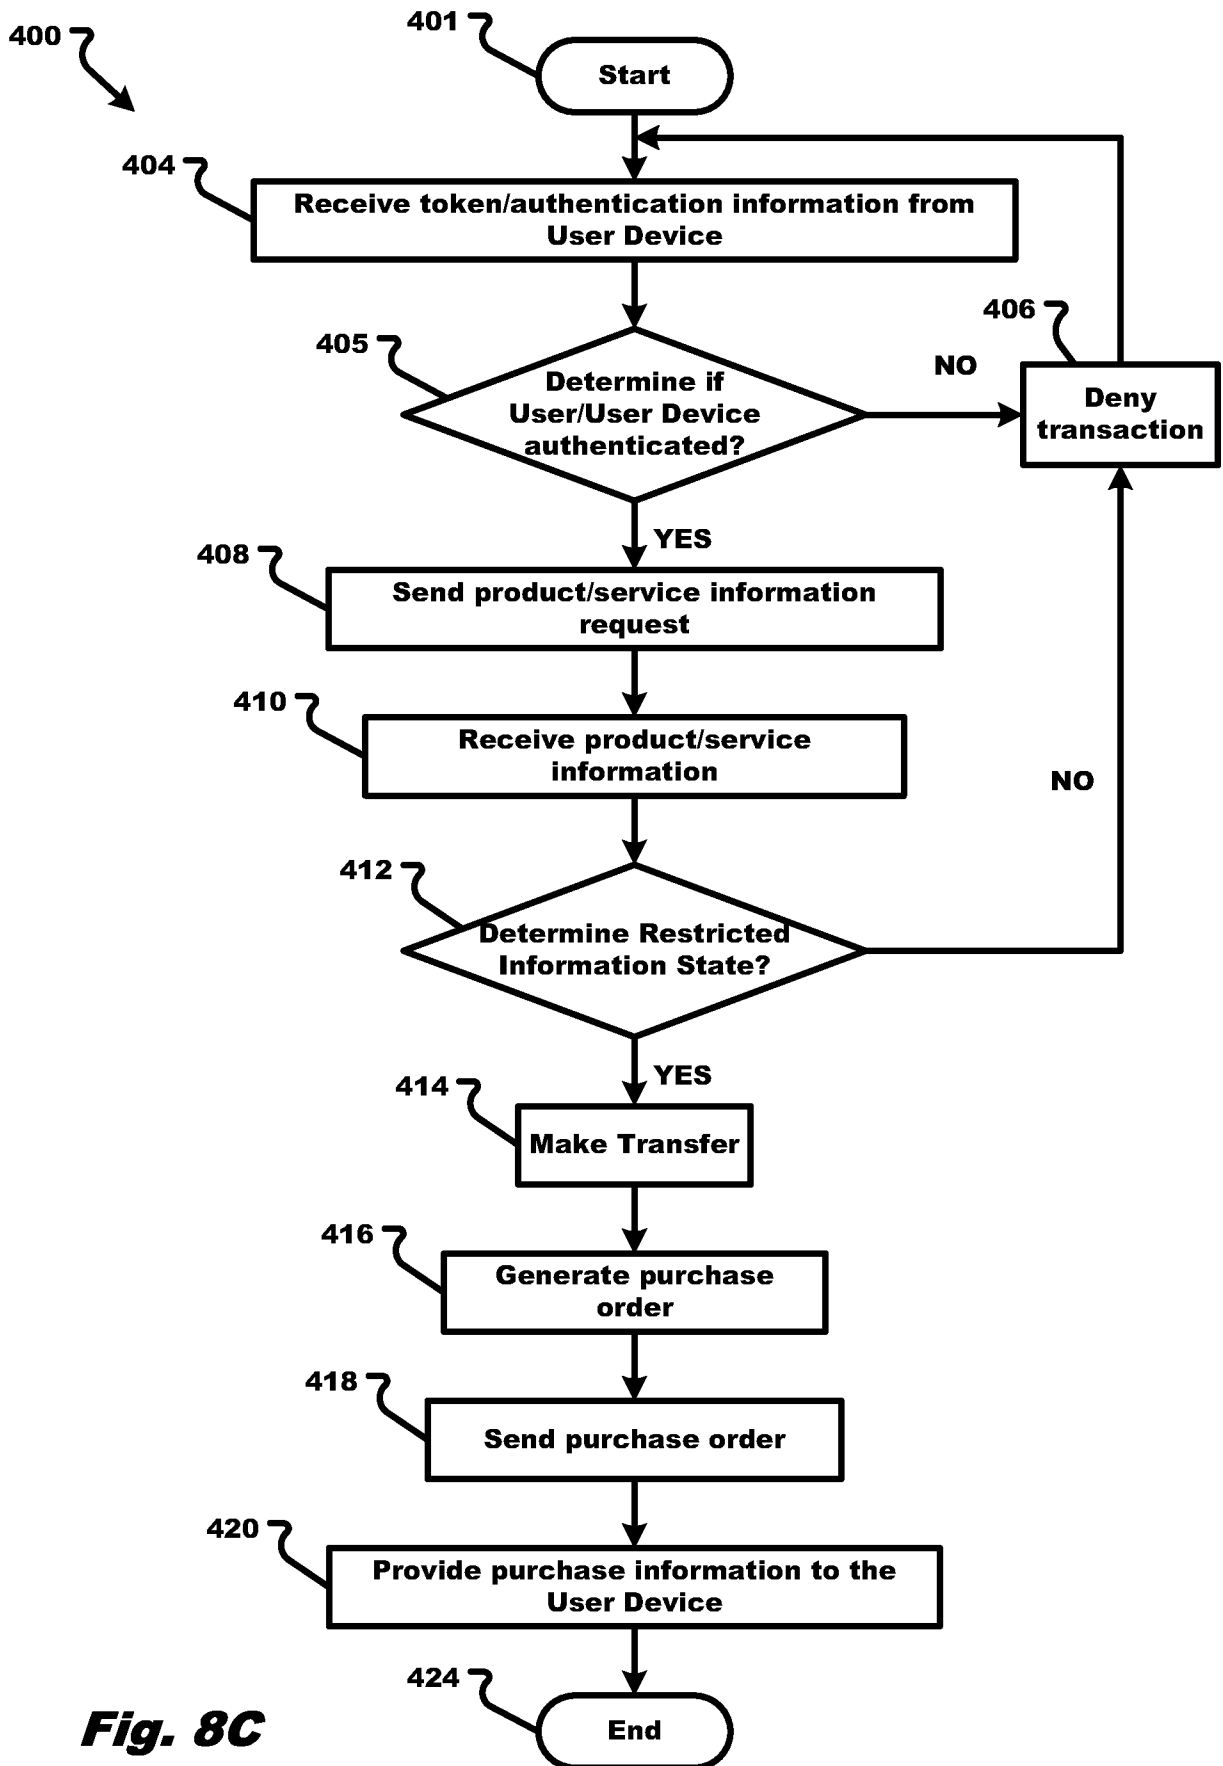 400
401
Start
404
Receive token/authentication information from
User Device
405
Determine if
User/User Device
authenticated?
NO
406
Deny
transaction
YES
408
Send product/service information
request
410
Receive product/service
information
NO
412
Determine Restricted
Information State?
YES
414
Make Transfer
416
Generate purchase
order
418
Send purchase order
420
Provide purchase information to the
User Device
424
End
Fig. 8C